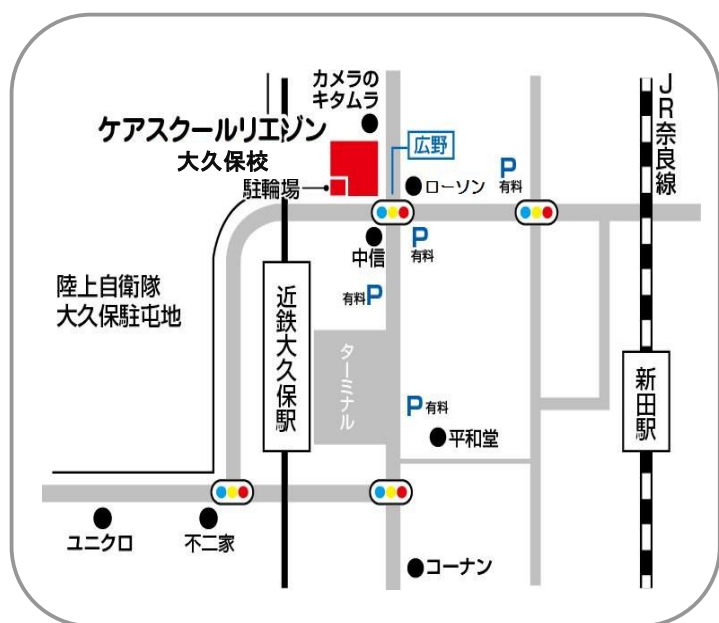 カメラの
キタムラ
ケアスクールリエゾン
大久保校
駐輪場
広野
ローソン
P
有料
JR奈良線
中信
P
有料
有料P
陸上自衛隊
大久保駐屯地
近鉄大久保駅
ターミナル
新田駅
P有料
平和堂
ユニクロ
不二家
コーナン